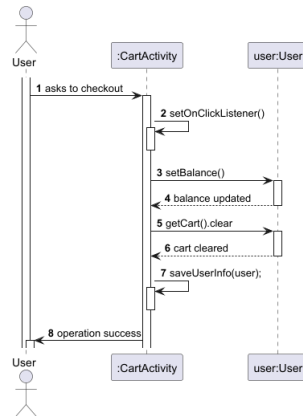 User
:CartActivity
user:User
1 asks to checkout
2 setOnClickListener()
3 setBalance()
4 balance updated
5 getCart().clear
6 cart cleared
7 saveUserInfo(user);
8 operation success
User
:CartActivity
user:User